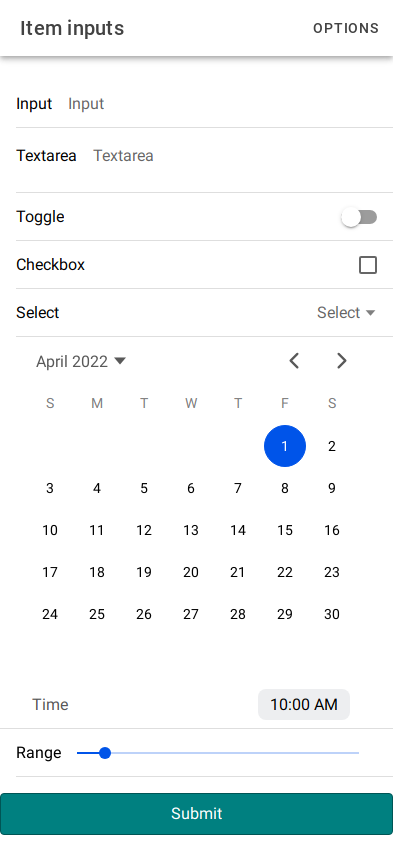 Item inputs OPTIONS
Input Input
Textarea Textarea
Toggle
Checkbox
Select Select
April 2022
S M T W T F S
1 2
3 4 5 6 7 8 9
10 11 12 13 14 15 16
17 18 19 20 21 22 23
24 25 26 27 28 29 30
Time 10:00 AM
Range
Submit